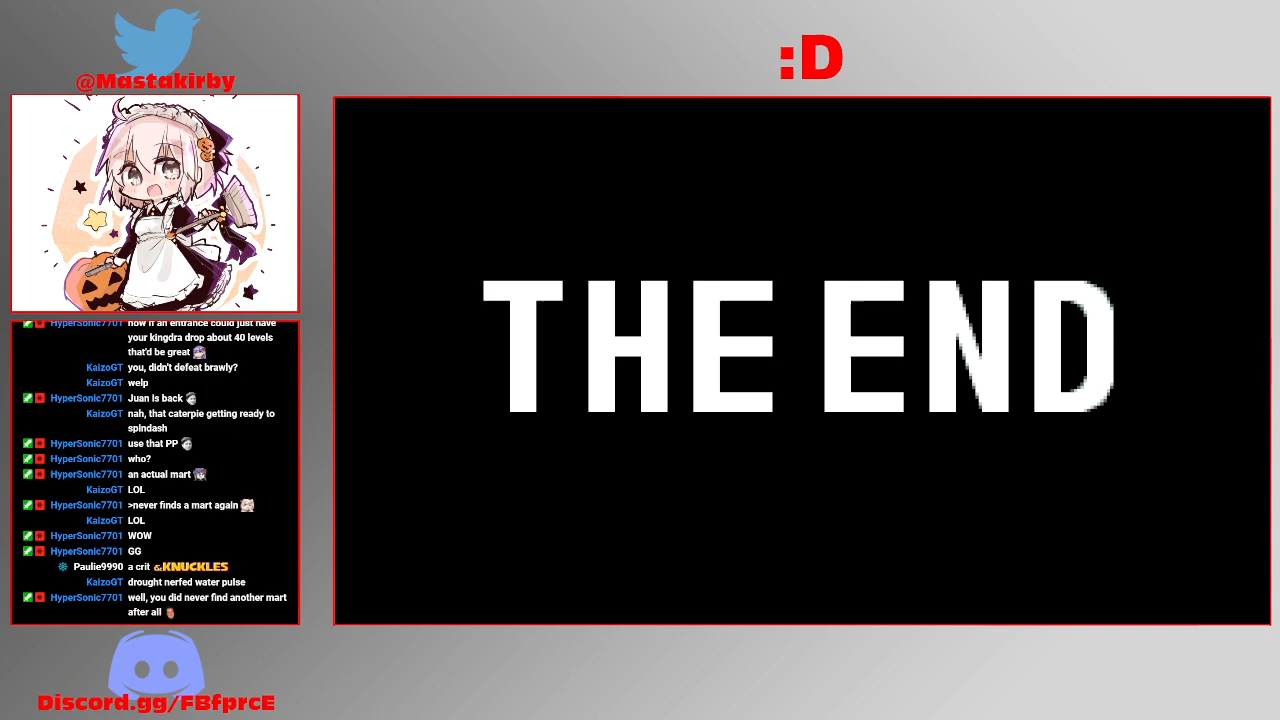 :D
@Mastakirby
THE END
HyperSonic7701 now if an entrance could just have
your kingdra drop about 40 levels
that'd be great
KaizoGT you, didn't defeat brawly?
KaizoGT welp
HyperSonic7701 Juan is back
KaizoGT nah, that caterpie getting ready to
spindash
HyperSonic7701 use that PP
HyperSonic7701 who?
HyperSonic7701 an actual mart
KaizoGT LOL
HyperSonic7701 >never finds a mart again
KaizoGT LOL
HyperSonic7701 WOW
HyperSonic7701 GG
Paulie9990 a crit &KNUCKLES
KaizoGT drought nerfed water pulse
HyperSonic7701 well, you did never find another mart
after all
Discord.gg/FBfprcE